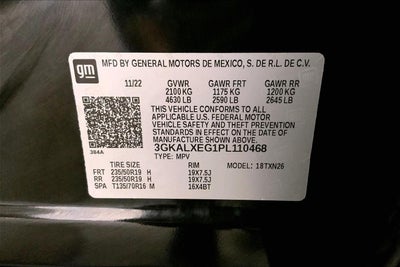 gm
MFD BY GENERAL MOTORS DE MEXICO, S. DE R.L. DE C.V.
11/22 GVWR GAWR FRT GAWR RR
2100 KG 1175 KG 1200 KG
4630 LB 2590 LB 2645 LB
THIS VEHICLE CONFORMS TO ALL
APPLICABLE U.S. FEDERAL MOTOR
VEHICLE SAFETY AND THEFT PREVENTION
STANDARDS IN EFFECT ON THE DATE OF
MANUFACTURE SHOWN ABOVE.
3GKALXEG1PL110468
384A TYPE: MPV
TIRE SIZE RIM MODEL: 1STXN26
FRT 235/50R19 H 19X7.5J
RR 235/50R19 H 19X7.5J
SPA T135/70R16 M 16X4BT